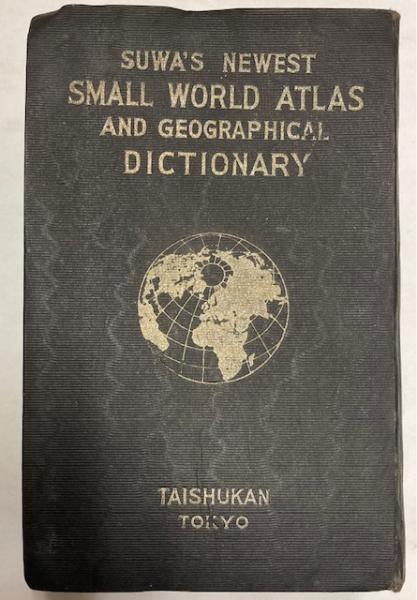 SUWA'S NEWEST
SMALL WORLD ATLAS
AND GEOGRAPHICAL
DICTIONARY
TAISHUKAN
TOKYO